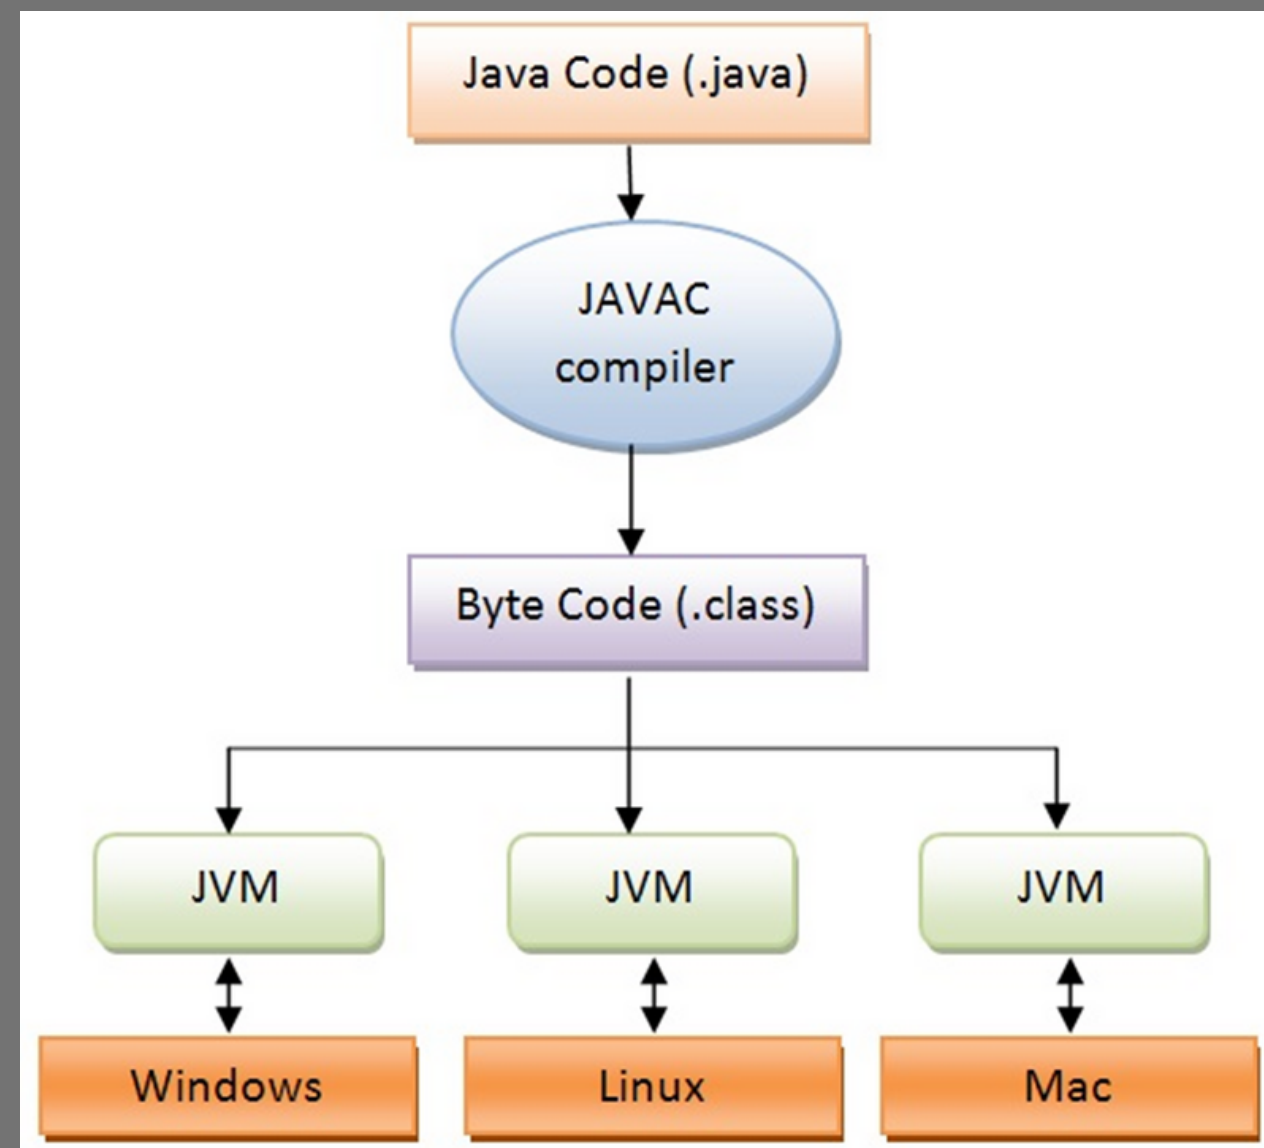 Java Code (.java)
JAVAC
compiler
Byte Code (.class)
JVM
JVM
JVM
Windows
Linux
Mac